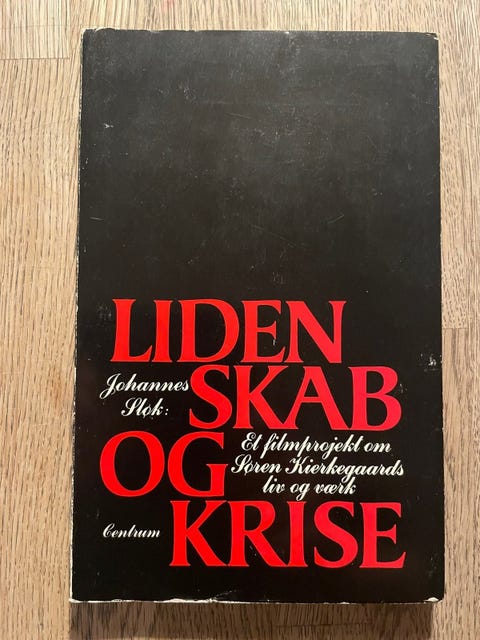 LIDEN
SKAB
OG
KRISE
Johannes
Sløk:
Et filmprojekt om
Søren Kierkegaards
liv og værk
Centrum